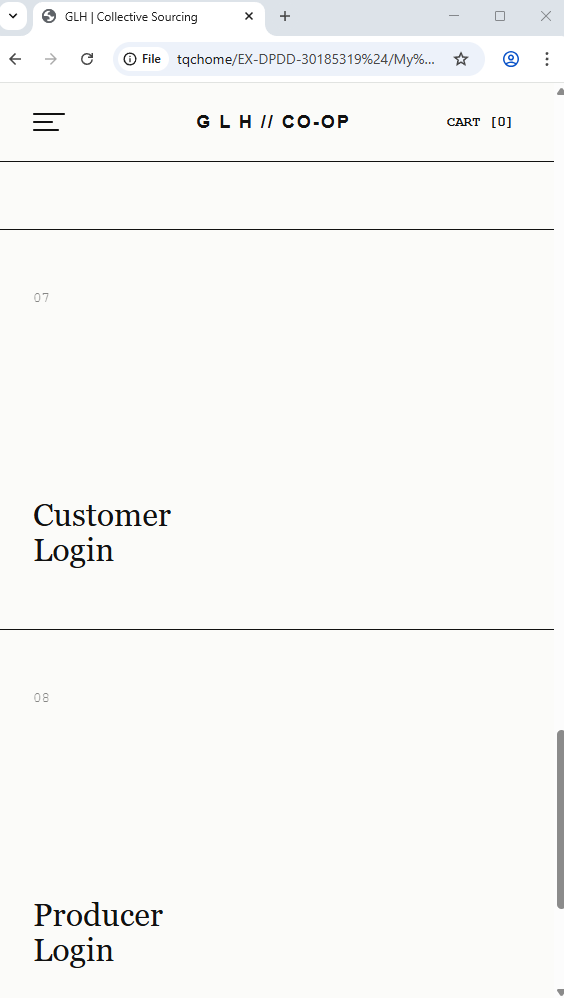 GLH | Collective Sourcing
File
tqchome/EX-DPDD-30185319%24/My%...
G L H // CO-OP
CART [0]
07
Customer
Login
08
Producer
Login